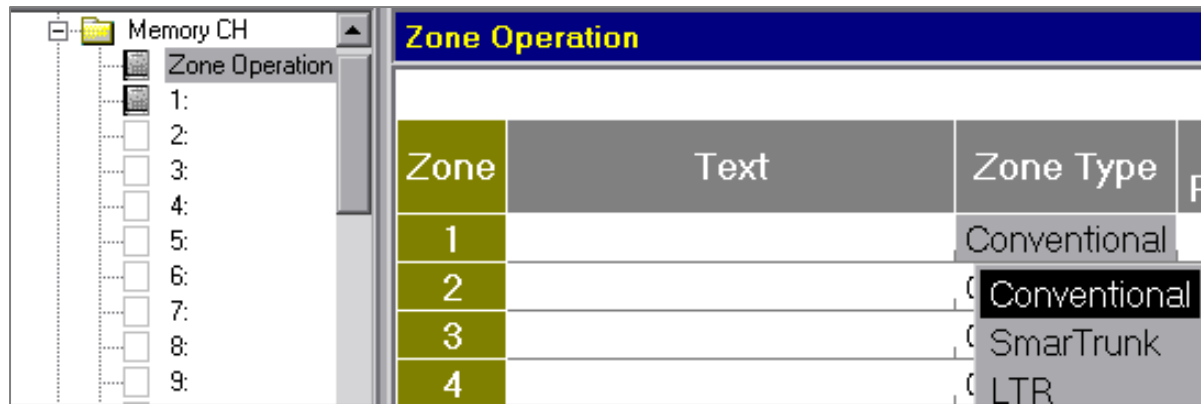 Memory CH
Zone Operation
1:
2:
3:
4:
5:
6:
7:
8:
9:
Zone Operation
Zone Text Zone Type
1 Conventional
2
3
4
Conventional
SmarTrunk
LTR